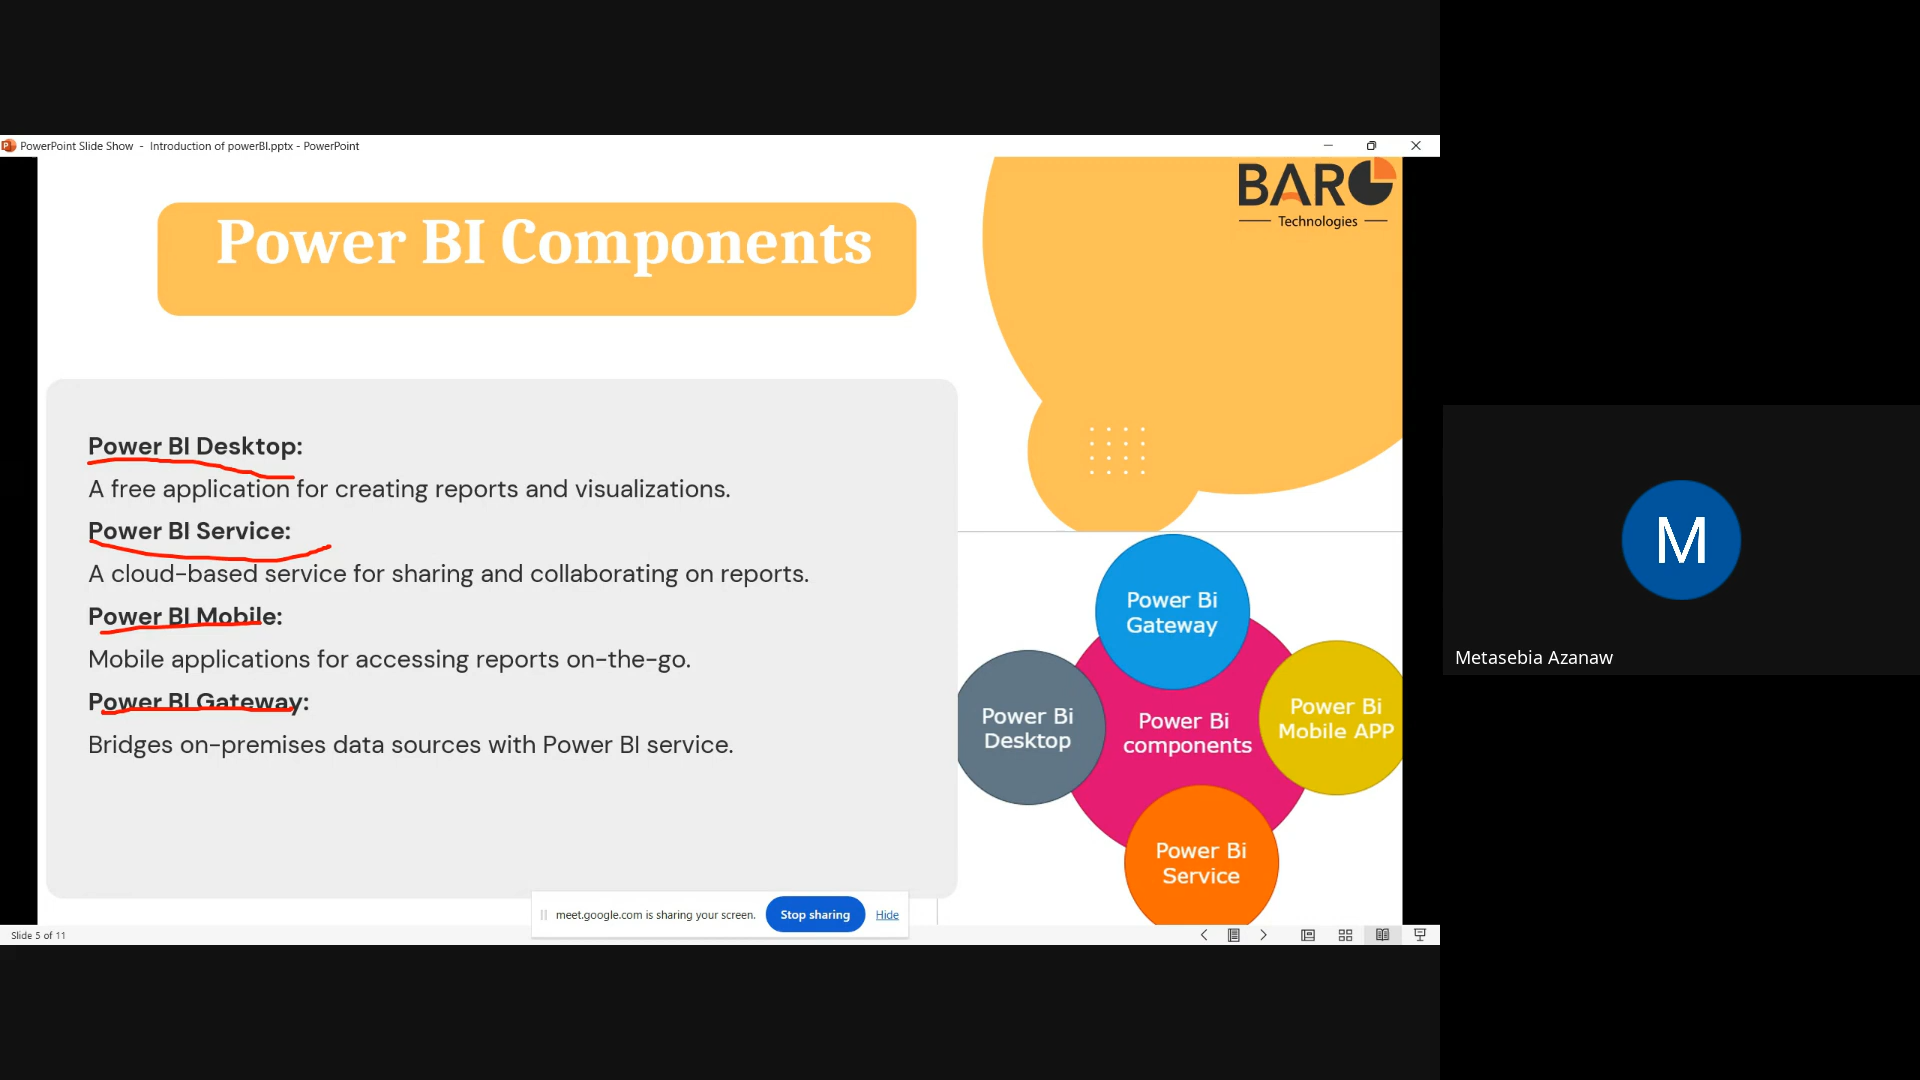 PowerPoint Slide Show - Introduction of powerBI.pptx - PowerPoint
BARO
Technologies
Power BI Components
Power BI Desktop:
A free application for creating reports and visualizations.
Power BI Service:
A cloud-based service for sharing and collaborating on reports.
Power BI Mobile:
Mobile applications for accessing reports on-the-go.
Power BI Gateway:
Bridges on-premises data sources with Power BI service.
Power Bi
Gateway
Power Bi
Desktop
Power Bi
components
Power Bi
Mobile APP
Power Bi
Service
meet.google.com is sharing your screen.
Stop sharing
Hide
Slide 5 of 11
M
Metasebia Azanaw